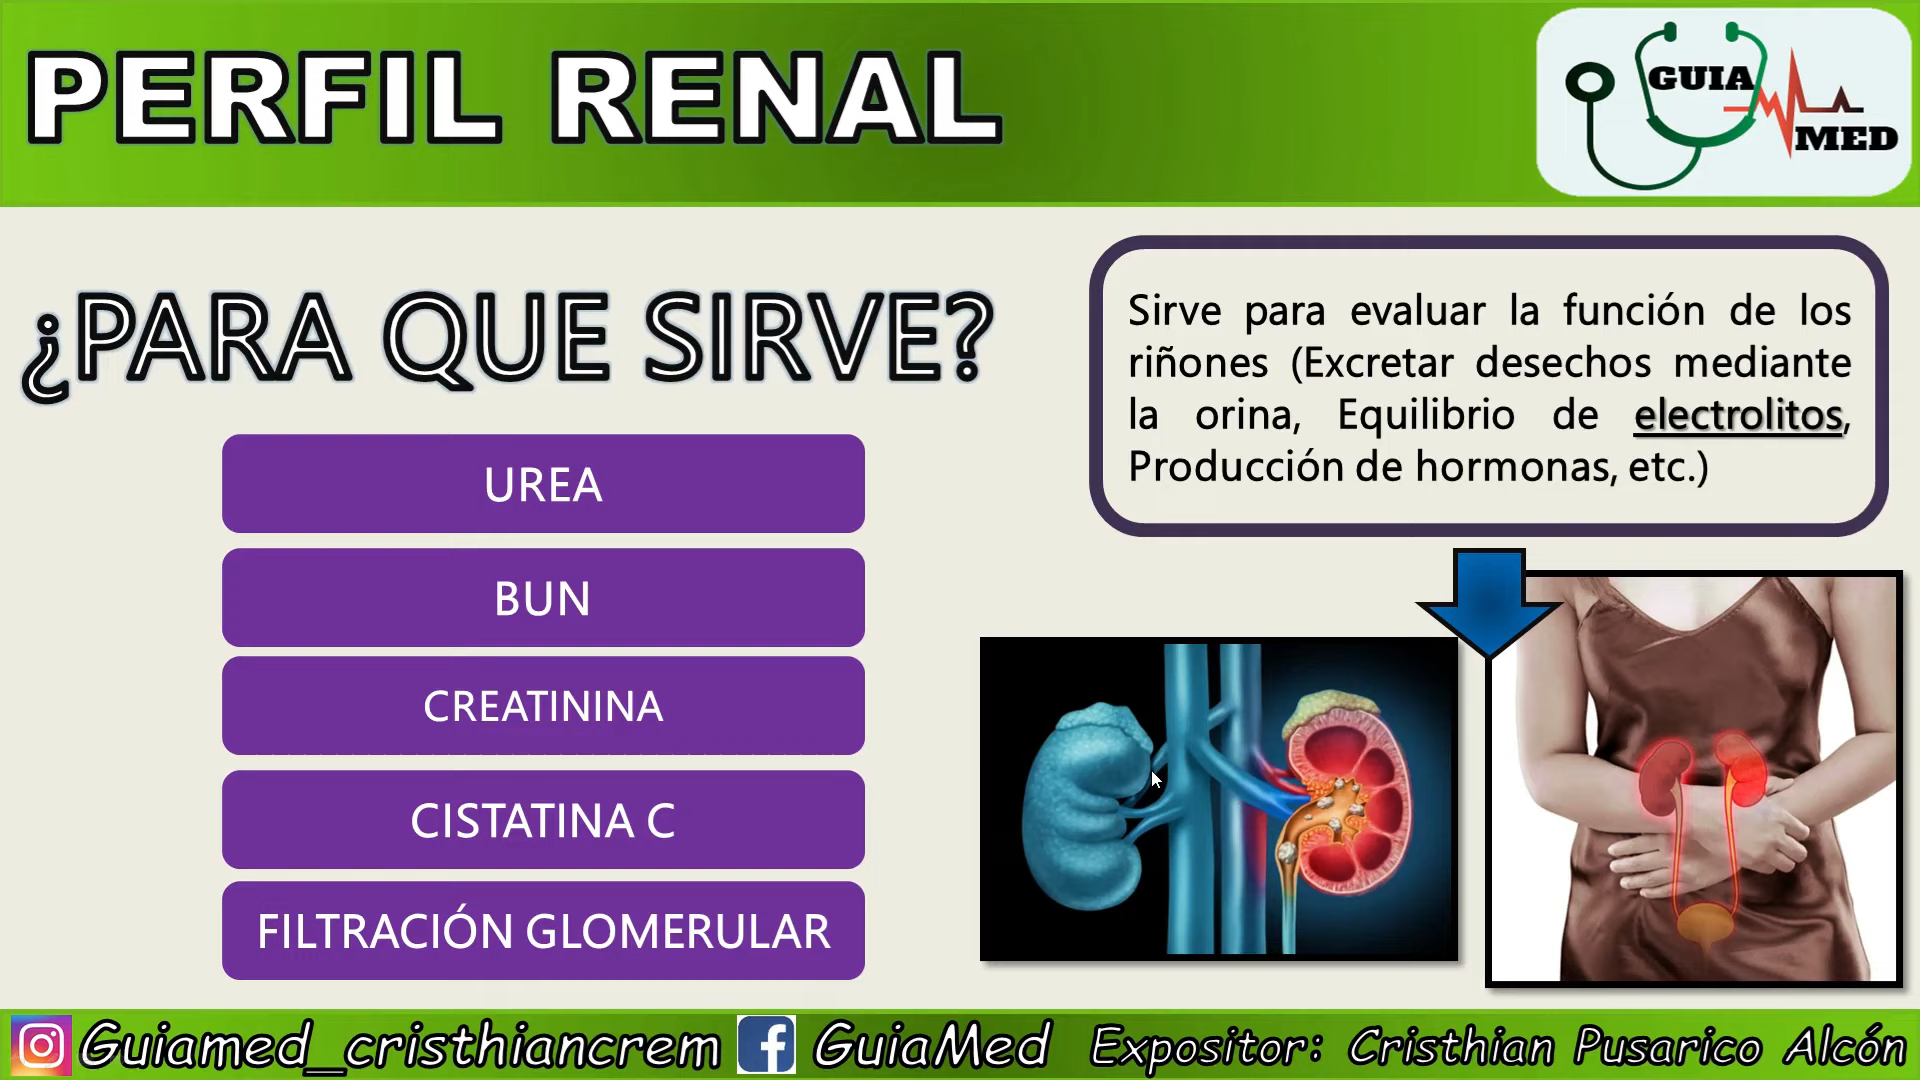 PERFIL RENAL
GUIA
MED
¿PARA QUE SIRVE?
Sirve para evaluar la función de los
riñones (Excretar desechos mediante
la orina, Equilibrio de electrolitos,
Producción de hormonas, etc.)
UREA
BUN
CREATININA
CISTATINA C
FILTRACIÓN GLOMERULAR
Guiamed_cristhiancrem GuiaMed Expositor: Cristhian Pusarico Alcón